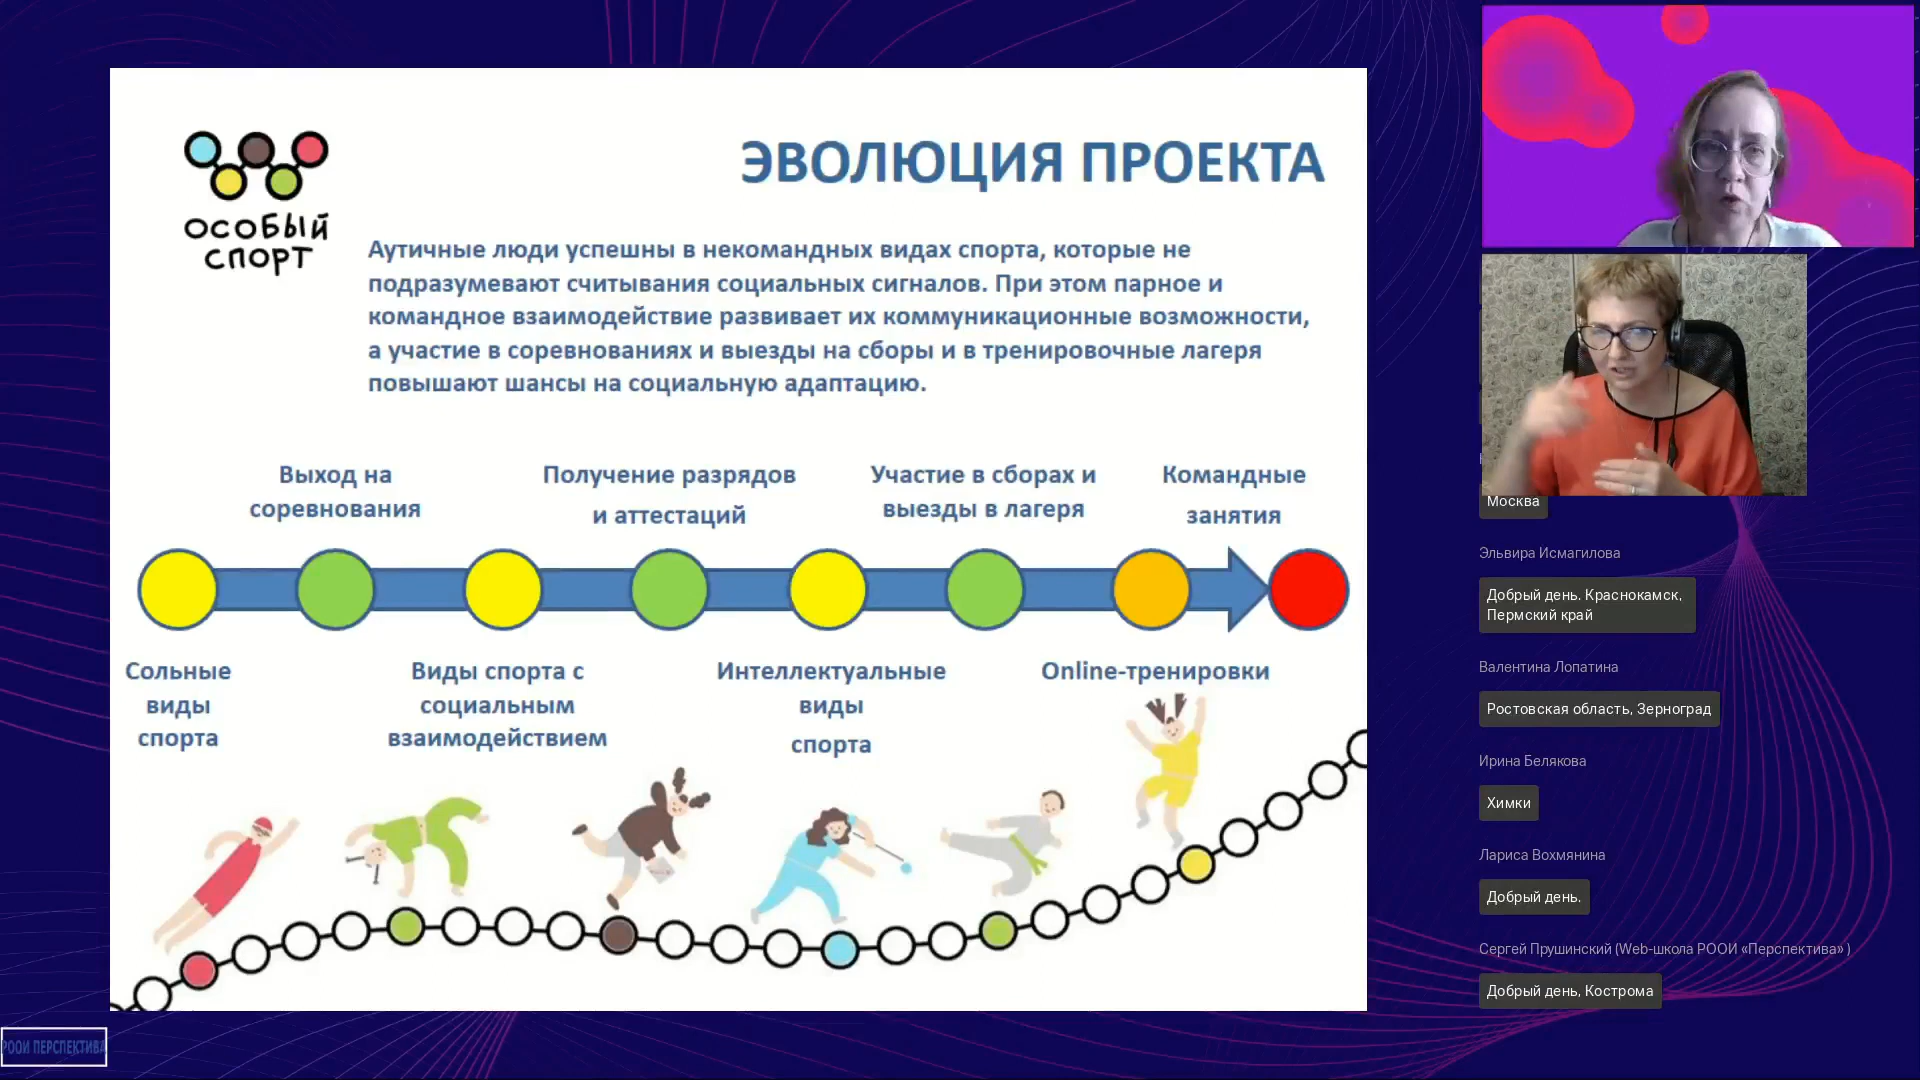 ОСОБЫЙ
СПОРТ
ЭВОЛЮЦИЯ ПРОЕКТА
Аутичные люди успешны в некомандных видах спорта, которые не
подразумевают считывания социальных сигналов. При этом парное и
командное взаимодействие развивает их коммуникационные возможности,
а участие в соревнованиях и выезды на сборы и в тренировочные лагеря
повышают шансы на социальную адаптацию.
Выход на
соревнования
Получение разрядов
и аттестаций
Участие в сборах и
выезды в лагеря
Командные
занятия
Сольные
виды
спорта
Виды спорта с
социальным
взаимодействием
Интеллектуальные
виды
спорта
Online-тренировки
Москва
Эльвира Исмагилова
Добрый день. Краснокамск,
Пермский край
Валентина Лопатина
Ростовская область, Зерноград
Ирина Белякова
Химки
Лариса Вохмянина
Добрый день.
Сергей Прушинский (Web-школа РООИ «Перспектива» )
Добрый день, Кострома
РООИ ПЕРСПЕКТИВА